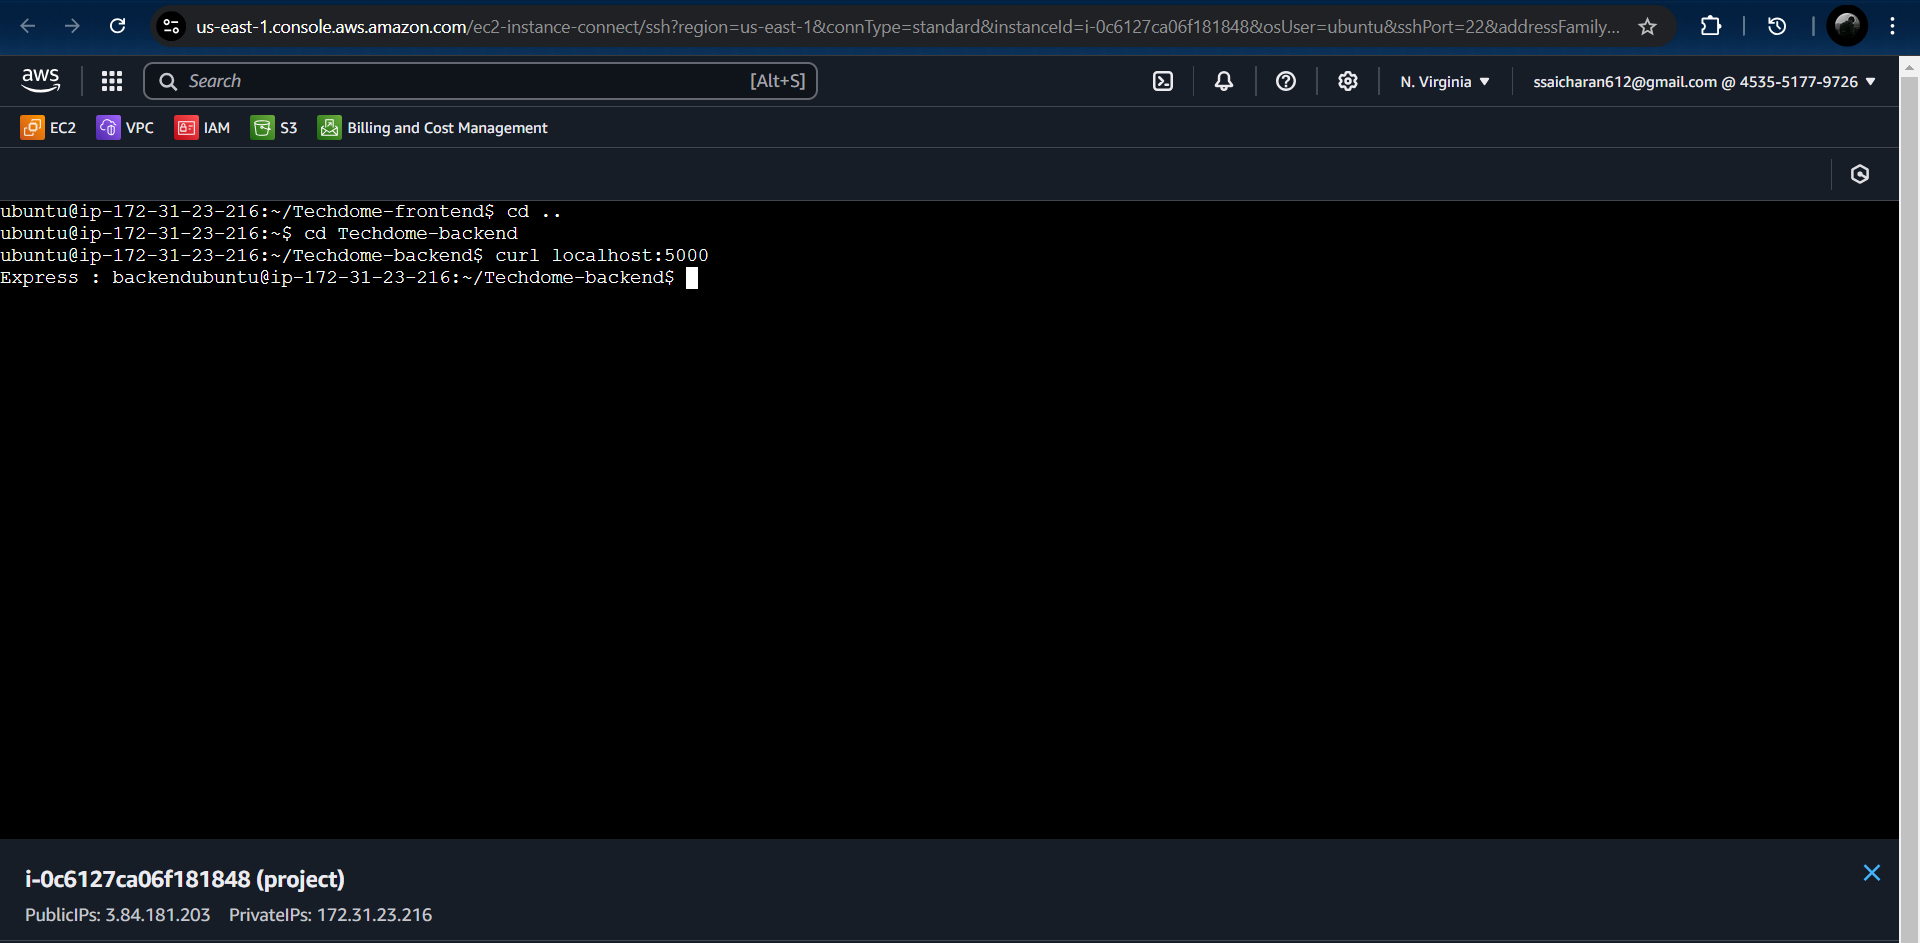 us-east-1.console.aws.amazon.com/ec2-instance-connect/ssh?region=us-east-1&connType=standard&instanceId=i-0c6127ca06f181848&osUser=ubuntu&sshPort=22&addressFamily...
aws
Search [Alt+S]
N. Virginia
ssaicharan612@gmail.com @ 4535-5177-9726
EC2 VPC IAM S3 Billing and Cost Management
ubuntu@ip-172-31-23-216:~/Techdome-frontend$ cd ..
ubuntu@ip-172-31-23-216:~$ cd Techdome-backend
ubuntu@ip-172-31-23-216:~/Techdome-backend$ curl localhost:5000
Express : backendubuntu@ip-172-31-23-216:~/Techdome-backend$
i-0c6127ca06f181848 (project)
PublicIPs: 3.84.181.203 PrivateIPs: 172.31.23.216